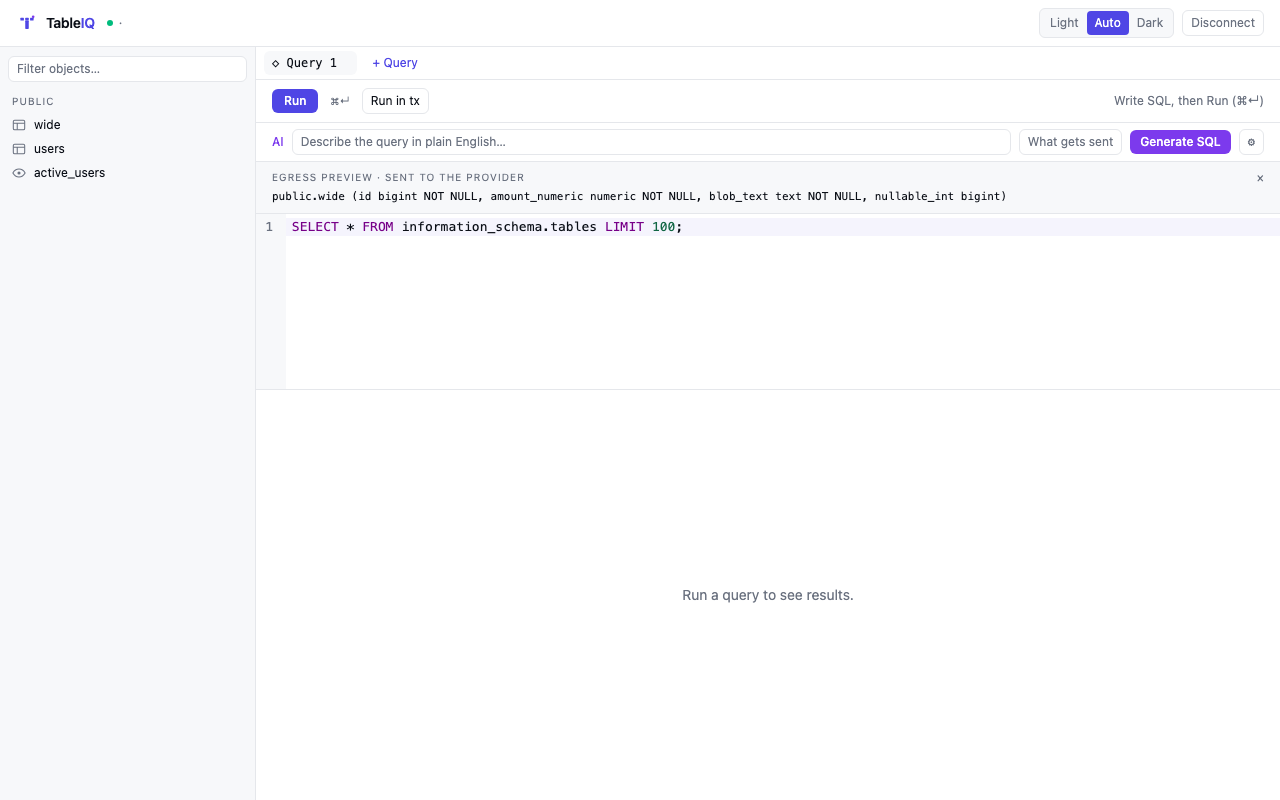 TableIQ ·
Light Auto Dark Disconnect
Filter objects...
PUBLIC
wide
users
active_users
◇ Query 1 + Query
Run ⌘↵ Run in tx Write SQL, then Run (⌘↵)
AI Describe the query in plain English... What gets sent Generate SQL ⚙
EGRESS PREVIEW · SENT TO THE PROVIDER ×
public.wide (id bigint NOT NULL, amount_numeric numeric NOT NULL, blob_text text NOT NULL, nullable_int bigint)
1 SELECT * FROM information_schema.tables LIMIT 100;
Run a query to see results.